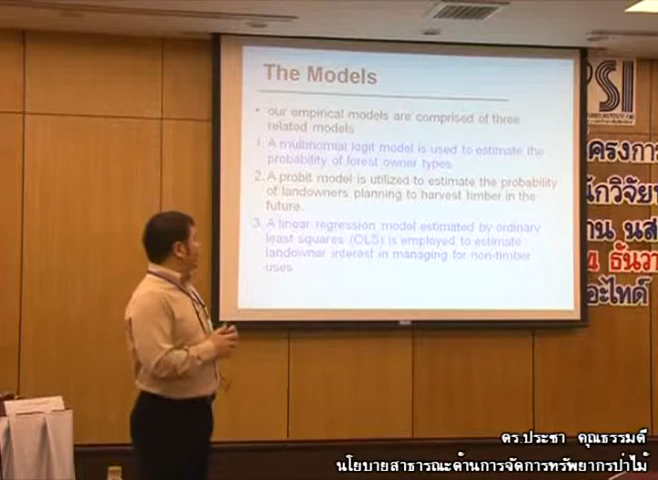 The Models
• our empirical models are comprised of three
related models
1. A multinomial logit model is used to estimate the
probability of forest owner types.
2. A probit model is utilized to estimate the probability
of landowners planning to harvest timber in the
future.
3. A linear regression model estimated by ordinary
least squares (OLS) is employed to estimate
landowner interest in managing for non-timber
uses
PSI
ดร.ประชา คุณธรรมดี
นโยบายสาธารณะด้านการจัดการทรัพยากรป่าไม้